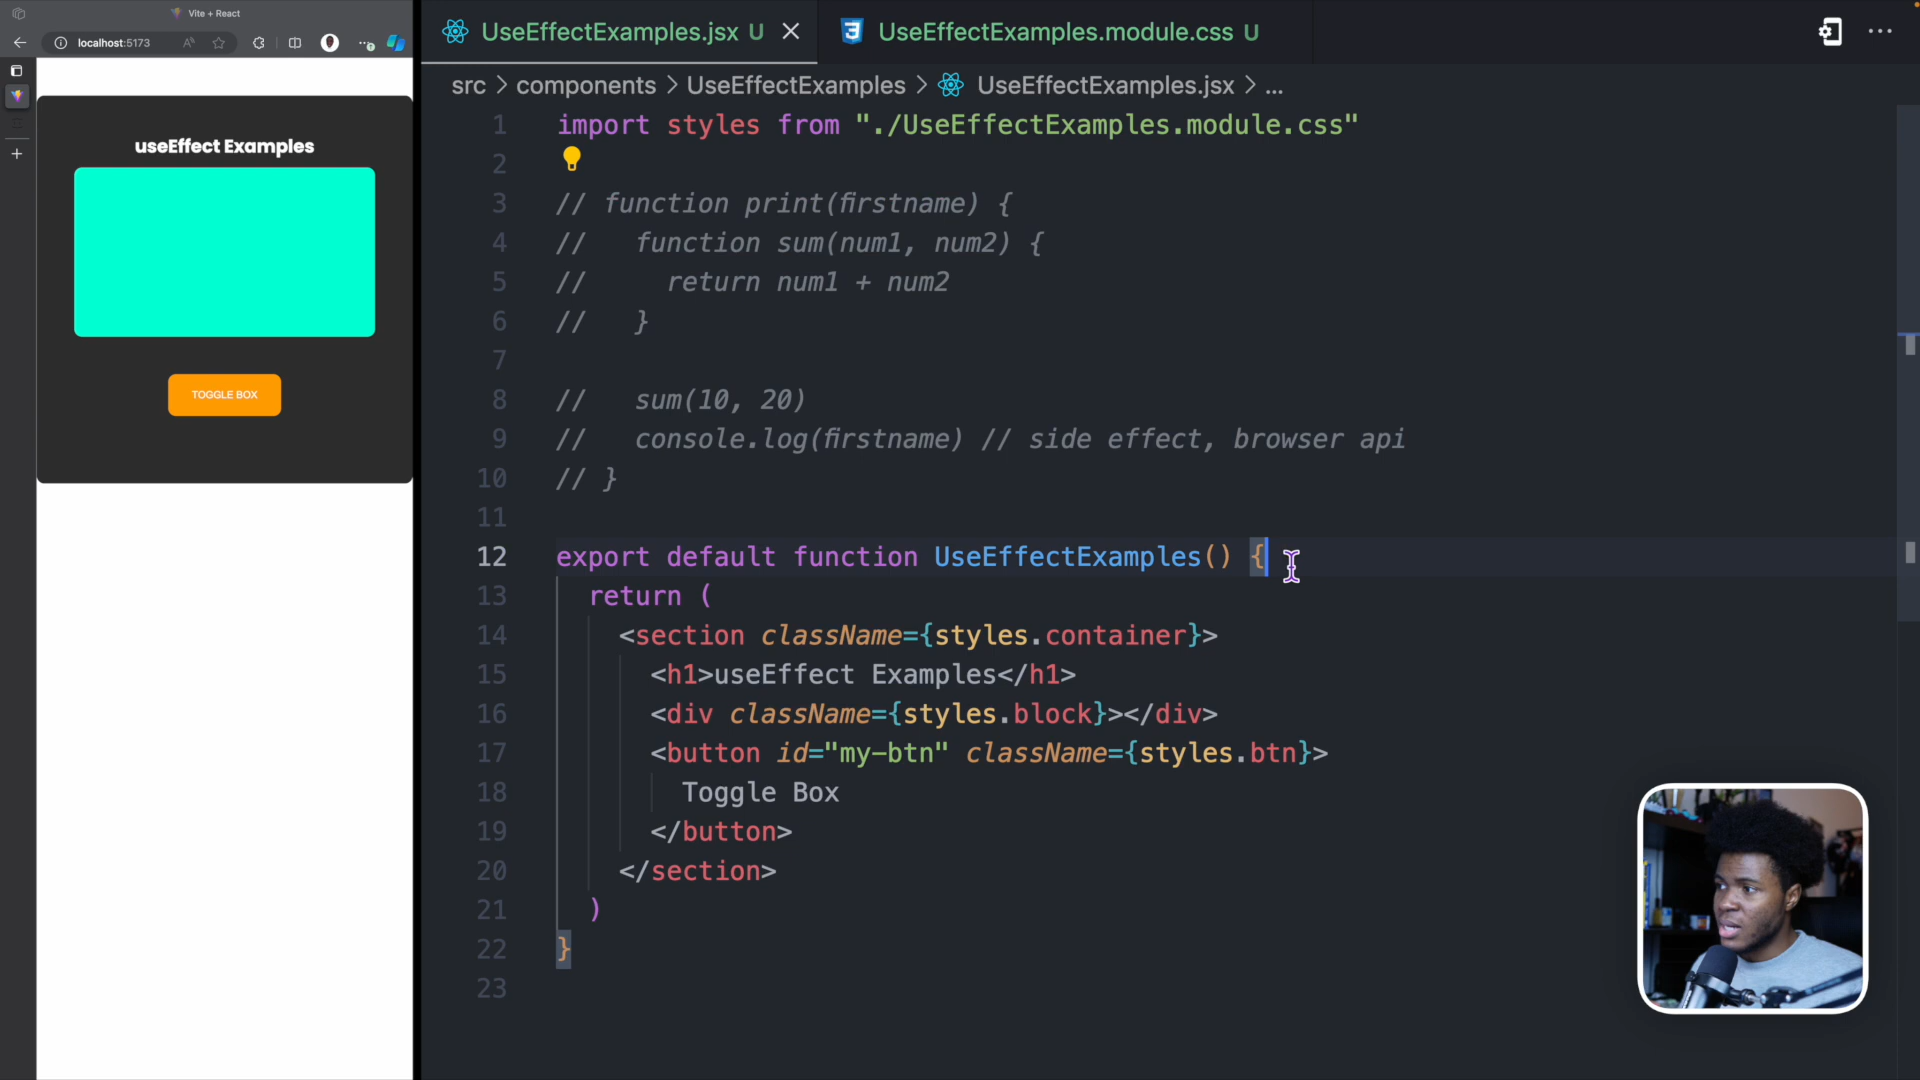 Vite + React
localhost:5173
useEffect Examples
TOGGLE BOX
UseEffectExamples.jsx U
UseEffectExamples.module.css U
src > components > UseEffectExamples > UseEffectExamples.jsx > ...
1 import styles from "./UseEffectExamples.module.css"
2
3 // function print(firstname) {
4 //   function sum(num1, num2) {
5 //     return num1 + num2
6 //   }
7
8 //   sum(10, 20)
9 //   console.log(firstname) // side effect, browser api
10 // }
11
12 export default function UseEffectExamples() {
13   return (
14     <section className={styles.container}>
15       <h1>useEffect Examples</h1>
16       <div className={styles.block}></div>
17       <button id="my-btn" className={styles.btn}>
18         Toggle Box
19       </button>
20     </section>
21   )
22 }
23